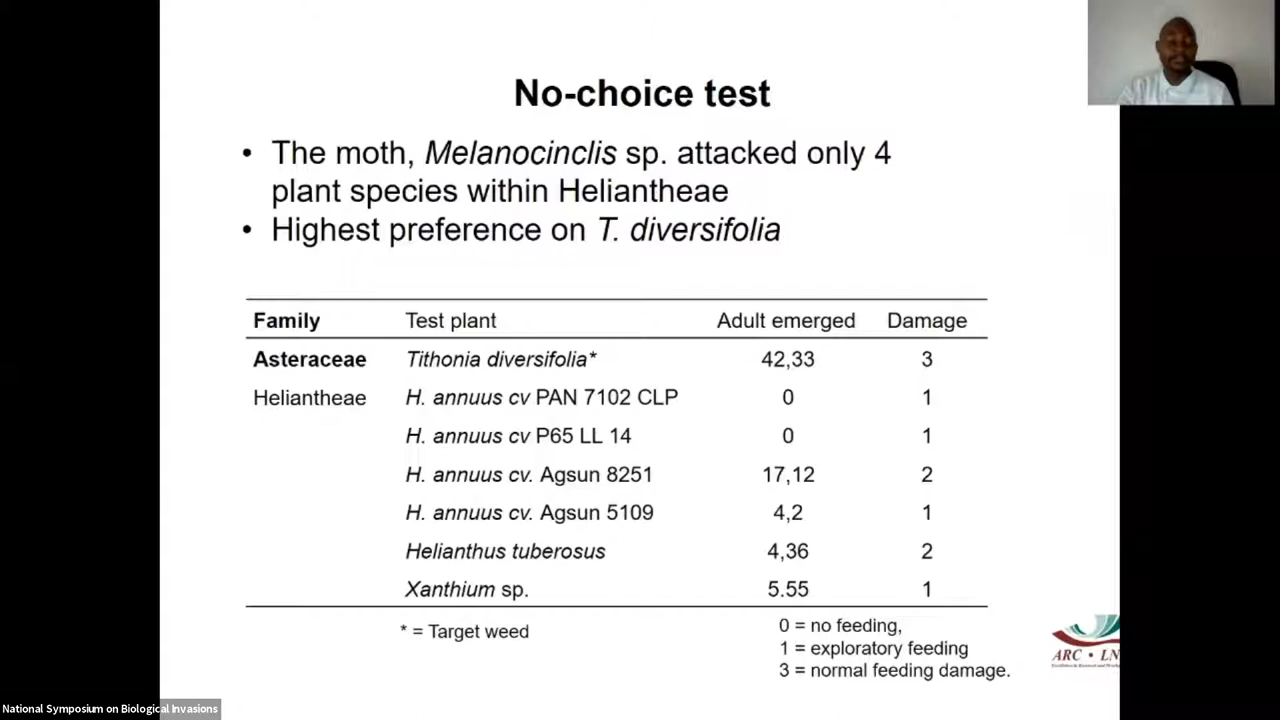 No-choice test
• The moth, Melanocinclis sp. attacked only 4
plant species within Heliantheae
• Highest preference on T. diversifolia
Family Test plant Adult emerged Damage
Asteraceae Tithonia diversifolia* 42,33 3
Heliantheae H. annuus cv PAN 7102 CLP 0 1
H. annuus cv P65 LL 14 0 1
H. annuus cv. Agsun 8251 17,12 2
H. annuus cv. Agsun 5109 4,2 1
Helianthus tuberosus 4,36 2
Xanthium sp. 5.55 1
* = Target weed
0 = no feeding,
1 = exploratory feeding
3 = normal feeding damage.
ARC • LN
National Symposium on Biological Invasions